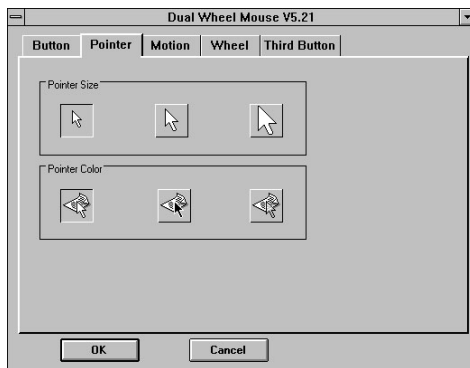 Dual Wheel Mouse V5.21
Button Pointer Motion Wheel Third Button
Pointer Size
Pointer Color
OK Cancel